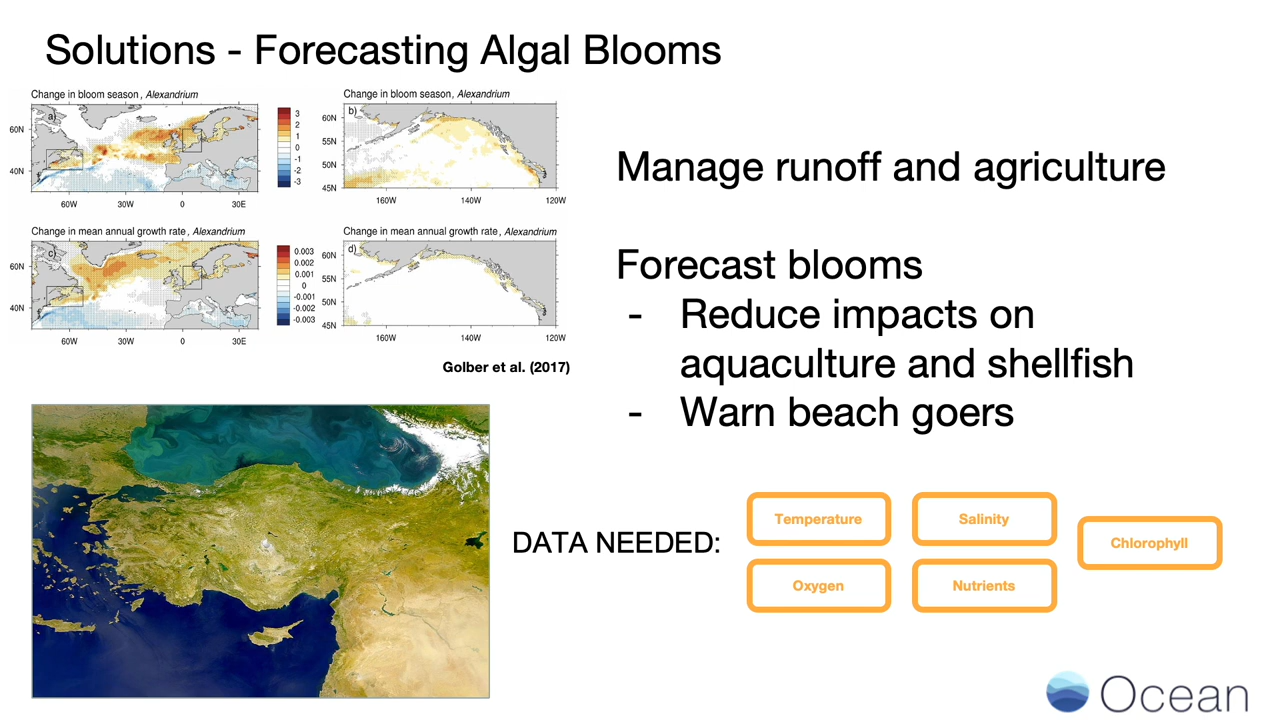 Solutions - Forecasting Algal Blooms
Change in bloom season, Alexandrium
a)
60N
40N
60W
30W
0
30E
3
2
1
0
-1
-2
-3
Change in bloom season, Alexandrium
b)
60N
55N
50N
45N
160W
140W
120W
Change in mean annual growth rate, Alexandrium
c)
60N
40N
60W
30W
0
30E
0.003
0.002
0.001
0
-0.001
-0.002
-0.003
Change in mean annual growth rate, Alexandrium
d)
60N
55N
50N
45N
160W
140W
120W
Golber et al. (2017)
Manage runoff and agriculture
Forecast blooms
- Reduce impacts on
aquaculture and shellfish
- Warn beach goers
DATA NEEDED:
Temperature
Salinity
Chlorophyll
Oxygen
Nutrients
Ocean